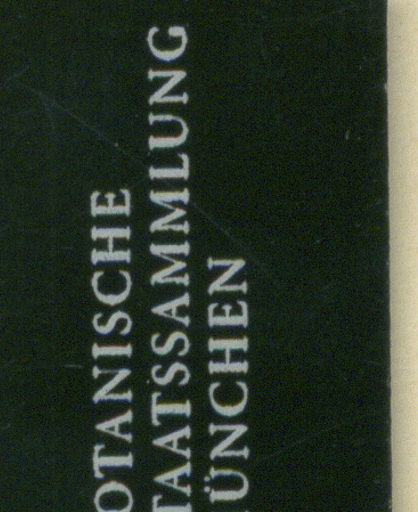 OTANISCHE
TAATSSAMMLUNG
ÜNCHEN